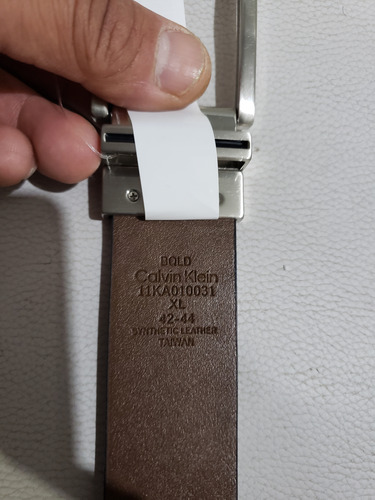 BOLD
Calvin Klein
11KA010031
XL
42-44
SYNTHETIC LEATHER
TAIWAN